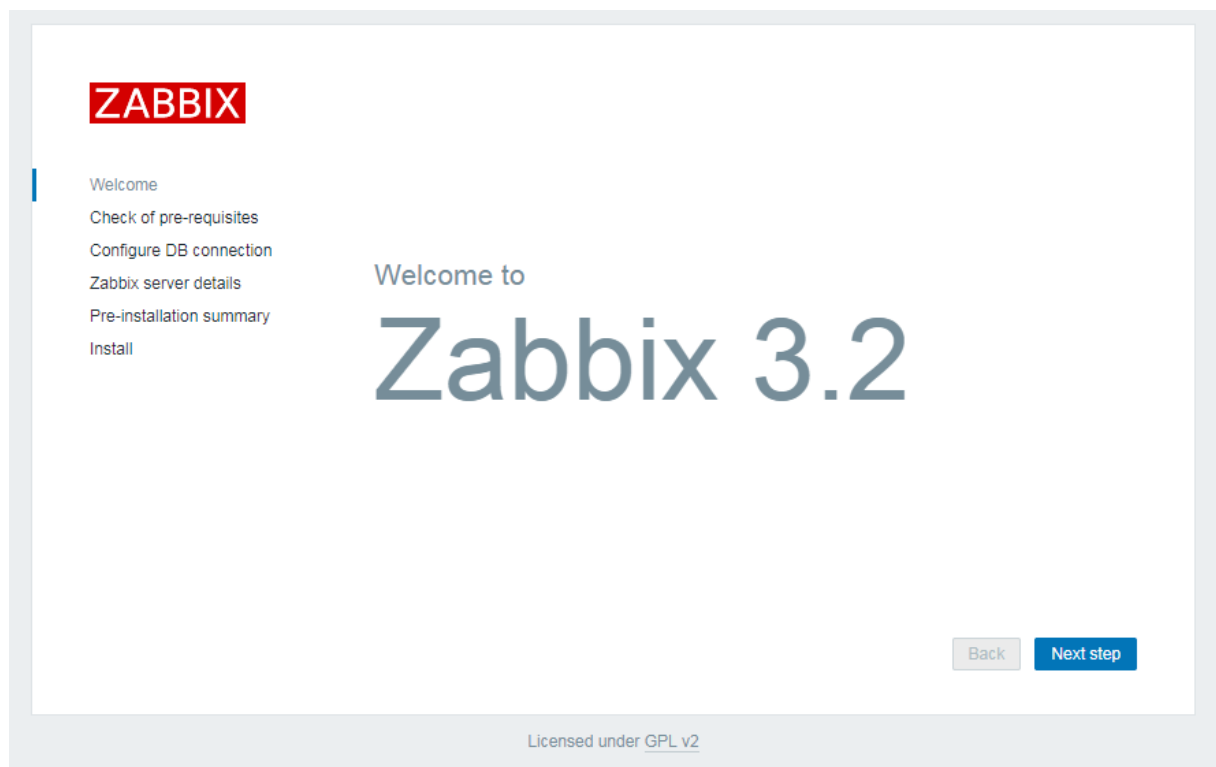 ZABBIX
Welcome
Check of pre-requisites
Configure DB connection
Zabbix server details
Pre-installation summary
Install
Welcome to
Zabbix 3.2
Back
Next step
Licensed under GPL v2